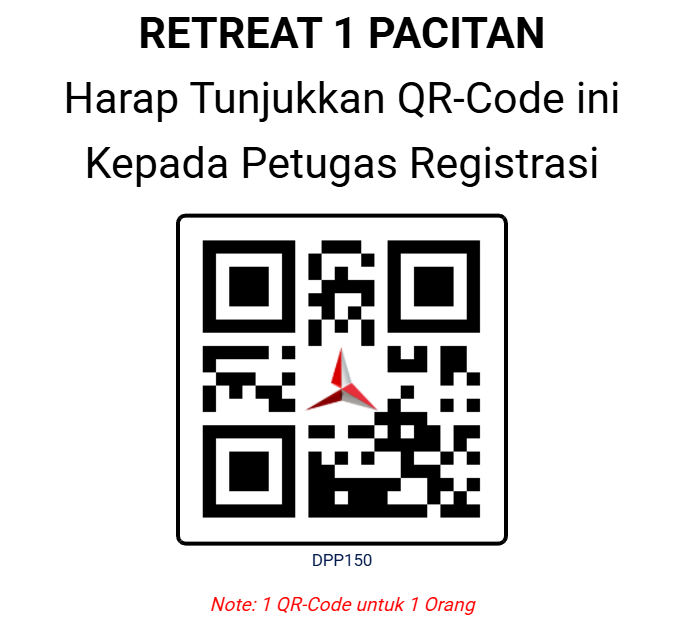 RETREAT 1 PACITAN
Harap Tunjukkan QR-Code ini
Kepada Petugas Registrasi
DPP150
Note: 1 QR-Code untuk 1 Orang